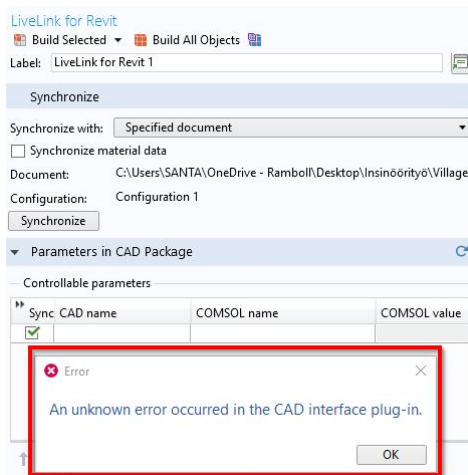 LiveLink for Revit
Build Selected Build All Objects
Label: LiveLink for Revit 1
Synchronize
Synchronize with: Specified document
Synchronize material data
Document: C:\Users\SANTA\OneDrive - Ramboll\Desktop\Insinöörityö\Village
Configuration: Configuration 1
Synchronize
Parameters in CAD Package
Controllable parameters
Sync CAD name COMSOL name COMSOL value
Error
An unknown error occurred in the CAD interface plug-in.
OK